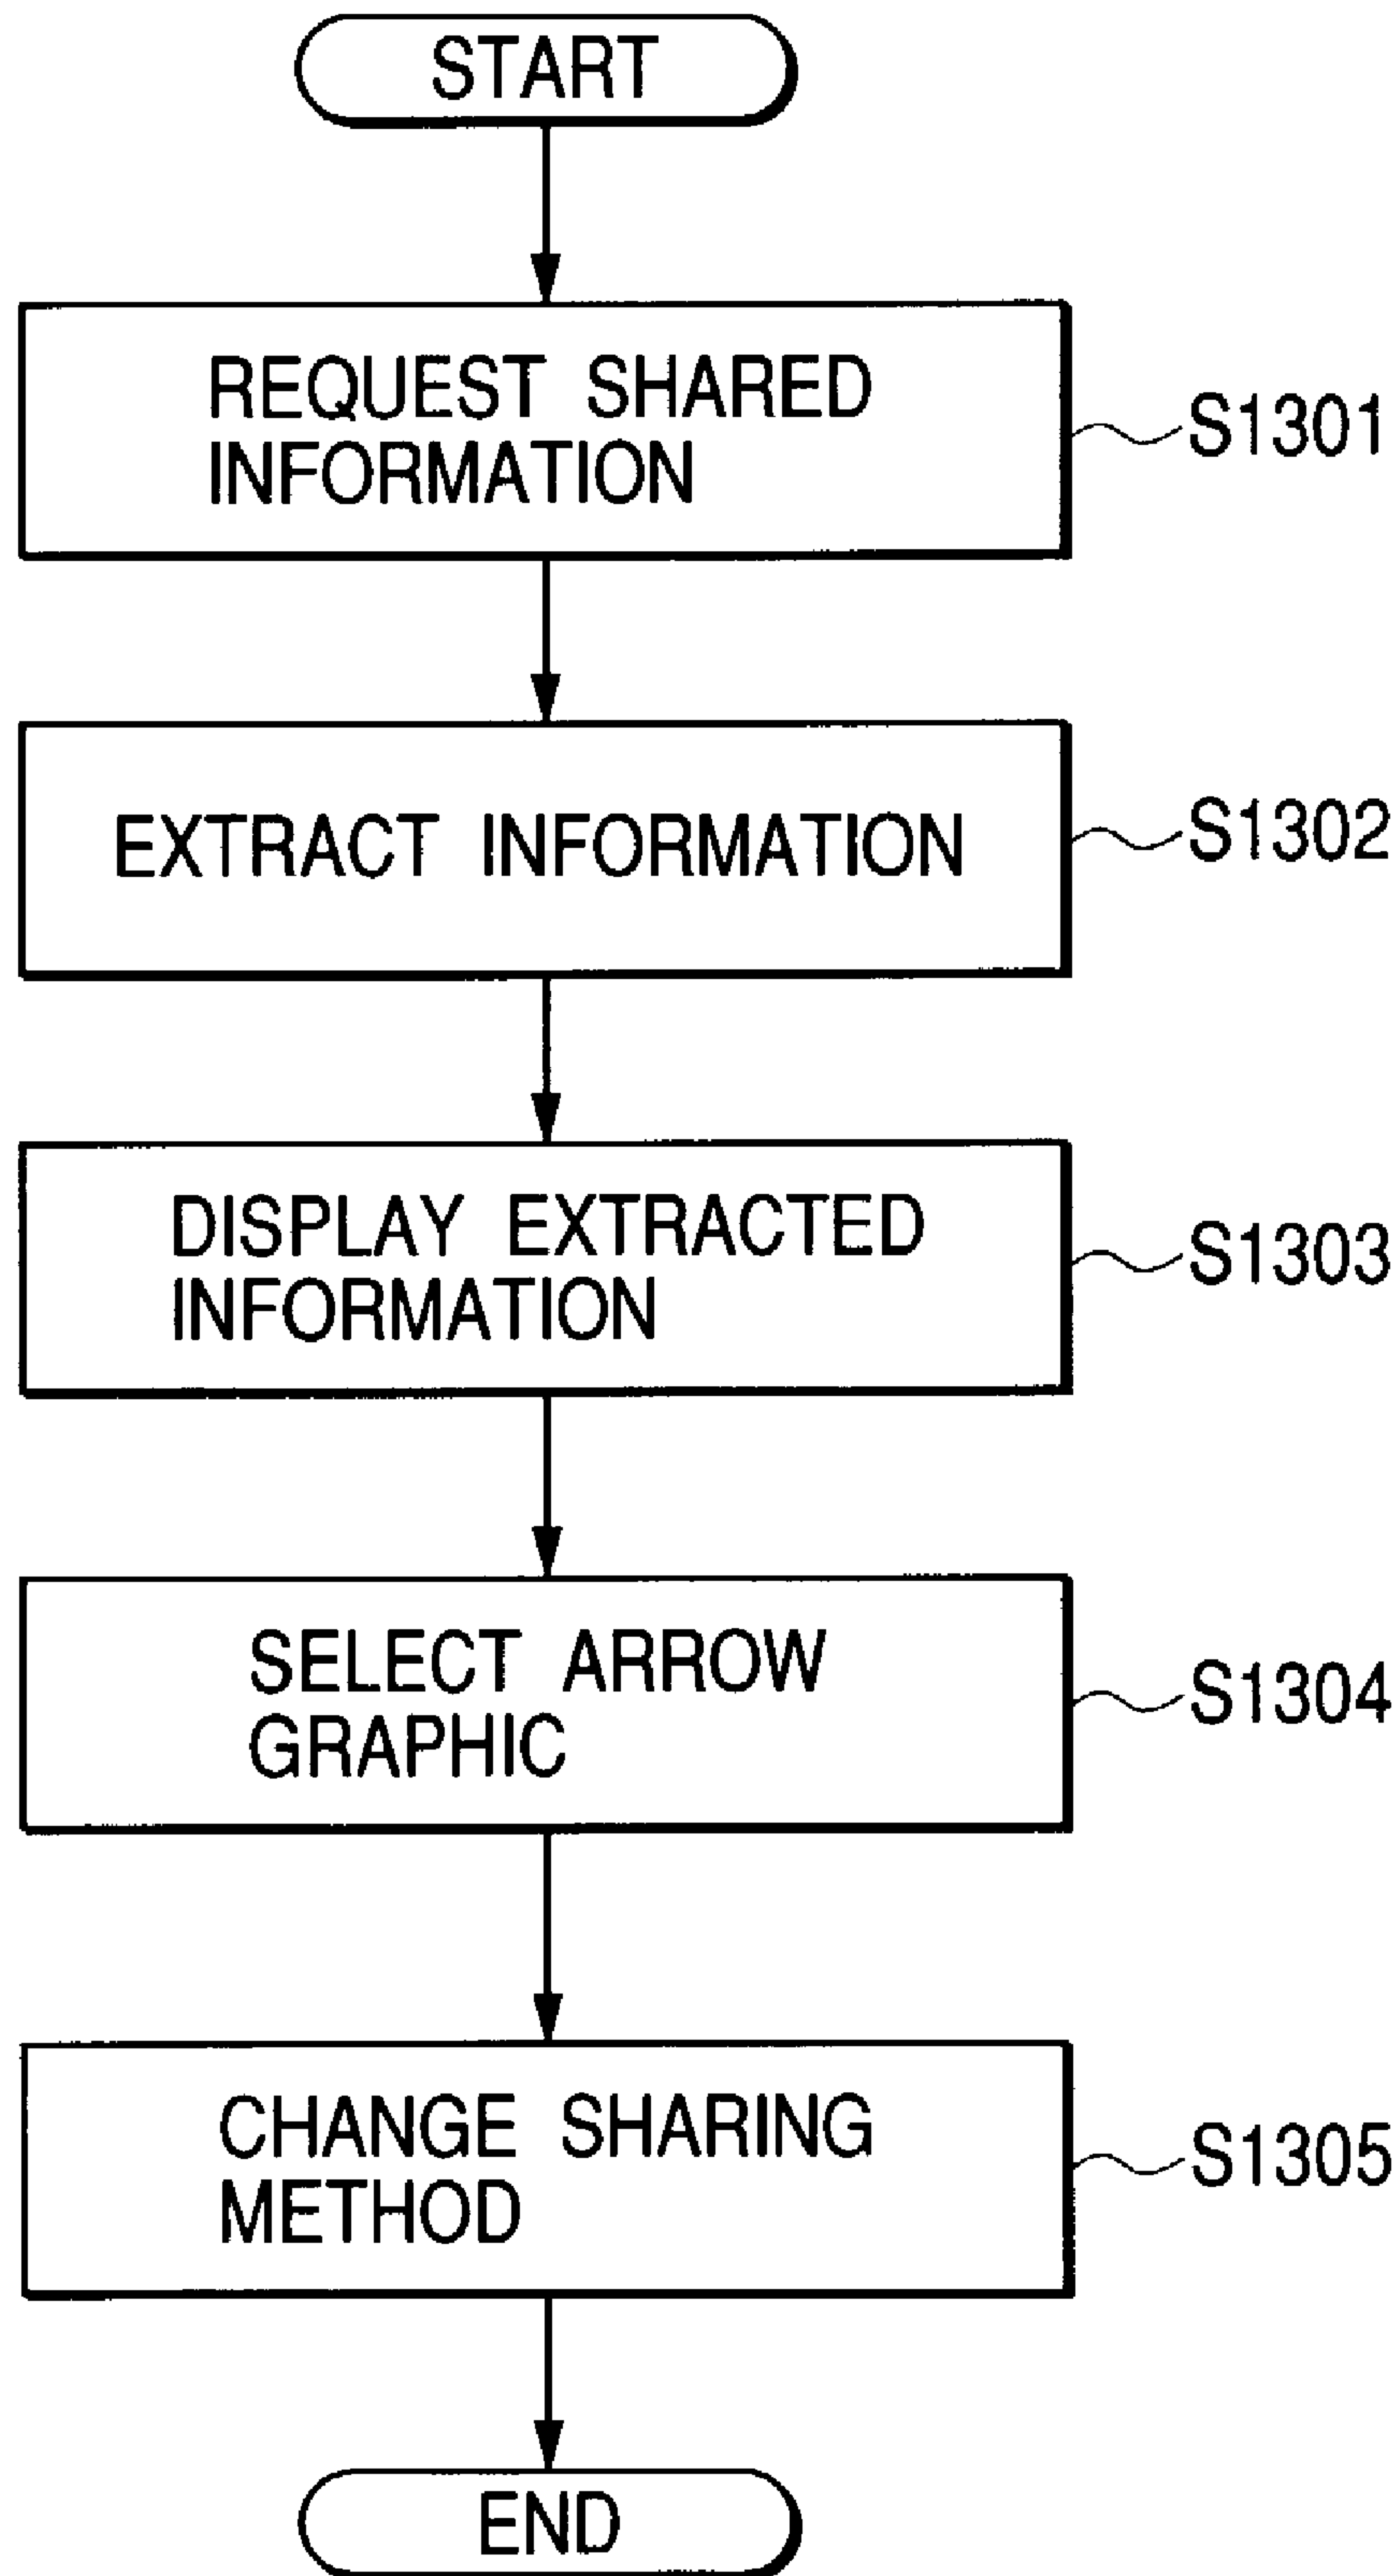 START
REQUEST SHARED
INFORMATION
S1301
EXTRACT INFORMATION
S1302
DISPLAY EXTRACTED
INFORMATION
S1303
SELECT ARROW
GRAPHIC
S1304
CHANGE SHARING
METHOD
S1305
END